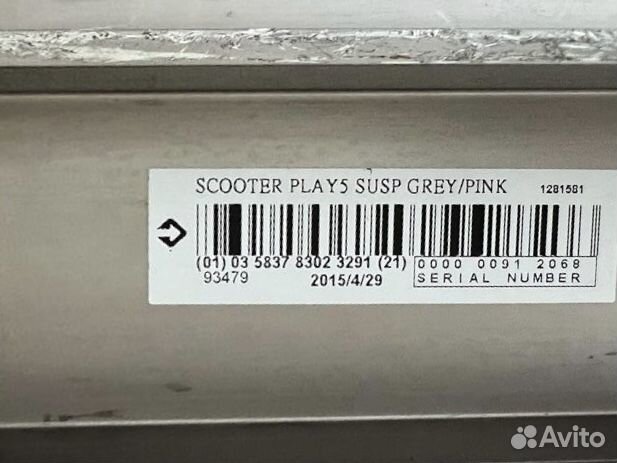 SCOOTER PLAY5 SUSP GREY/PINK 1281581
(01) 03 5837 8302 3291 (21) 0000 0091 2068
93479 2015/4/29 SERIAL NUMBER
Avito